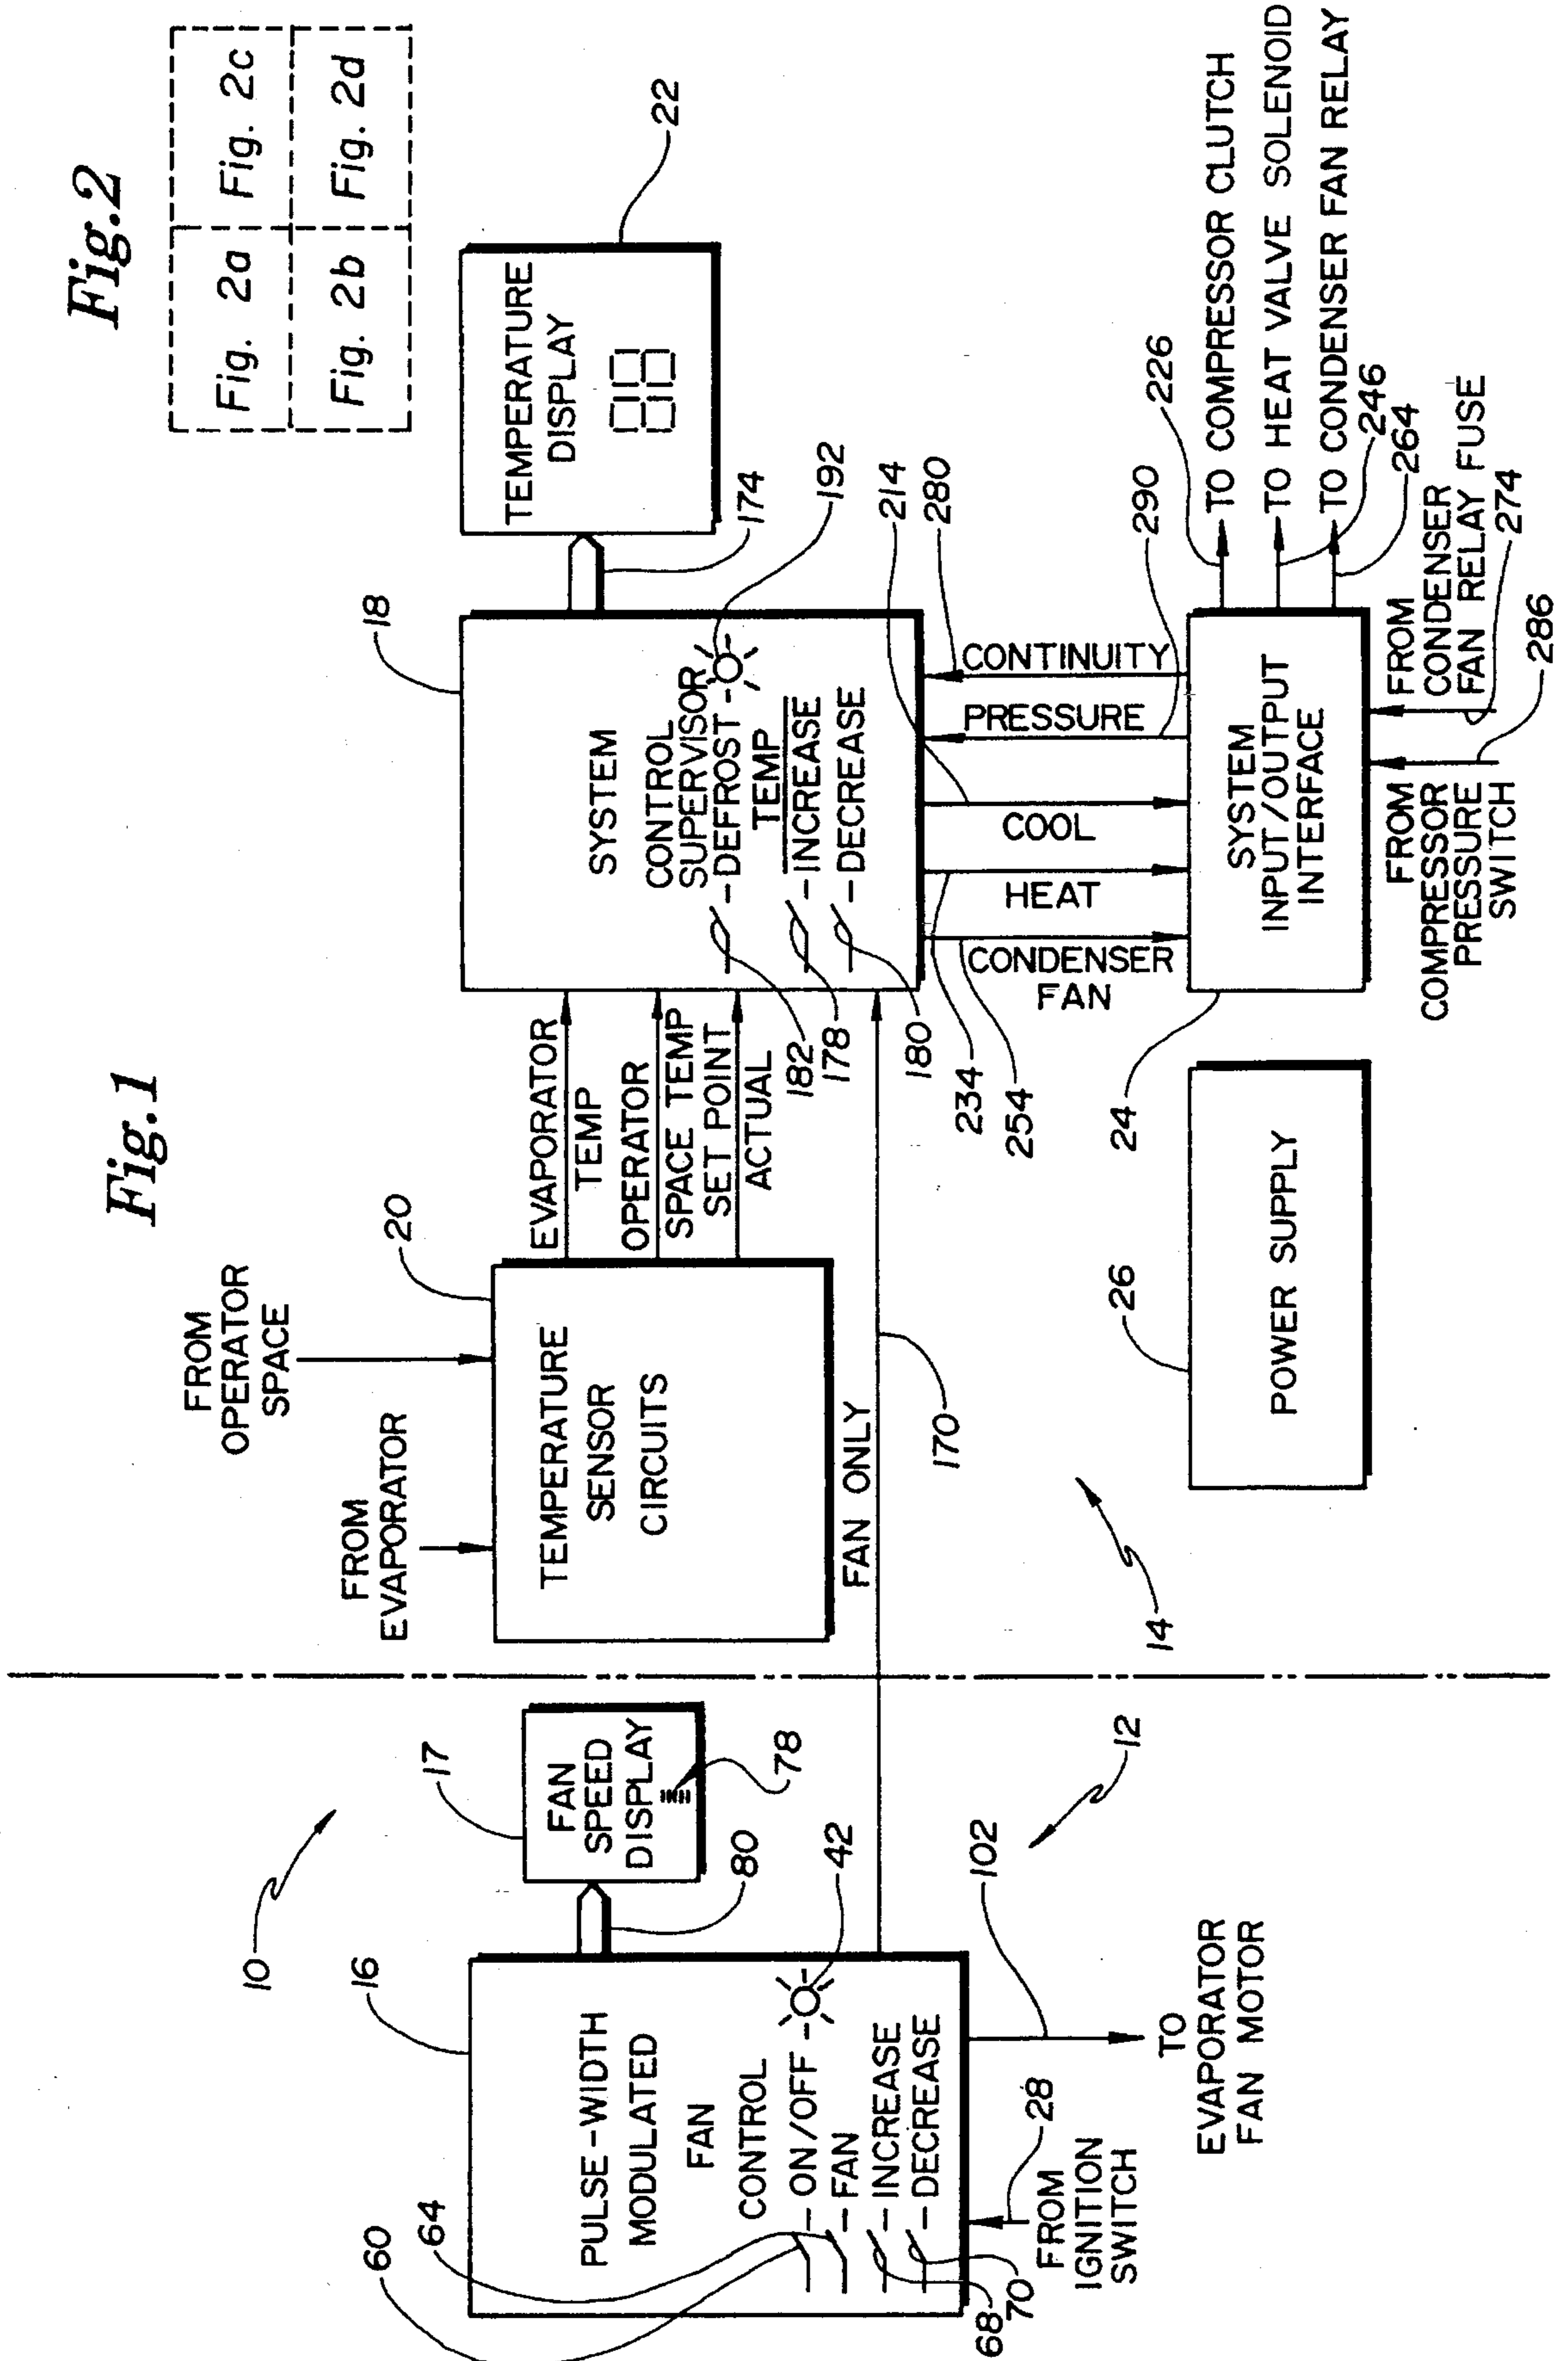 Fig.1
10
16
PULSE-WIDTH
MODULATED
FAN
CONTROL
ON/OFF
FAN
INCREASE
DECREASE
60
64
68
70
42
80
17
FAN
SPEED
DISPLAY
78
28
FROM
IGNITION
SWITCH
102
TO
EVAPORATOR
FAN MOTOR
12
14
FROM
EVAPORATOR
FROM
OPERATOR
SPACE
20
TEMPERATURE
SENSOR
CIRCUITS
FAN ONLY
170
EVAPORATOR
TEMP
OPERATOR
SPACE TEMP
SET POINT
ACTUAL
18
SYSTEM
CONTROL
SUPERVISOR
DEFROST
TEMP
INCREASE
DECREASE
182
178
180
192
174
22
TEMPERATURE
DISPLAY
234
254
214
280
290
CONDENSER
FAN
HEAT
COOL
PRESSURE
CONTINUITY
26
POWER SUPPLY
24
SYSTEM
INPUT/OUTPUT
INTERFACE
226
TO COMPRESSOR CLUTCH
TO HEAT VALVE SOLENOID
246
TO CONDENSER FAN RELAY
264
FROM
COMPRESSOR
PRESSURE
SWITCH
286
FROM
CONDENSER
FAN RELAY FUSE
274
Fig.2
Fig. 2a Fig. 2c
Fig. 2b Fig. 2d